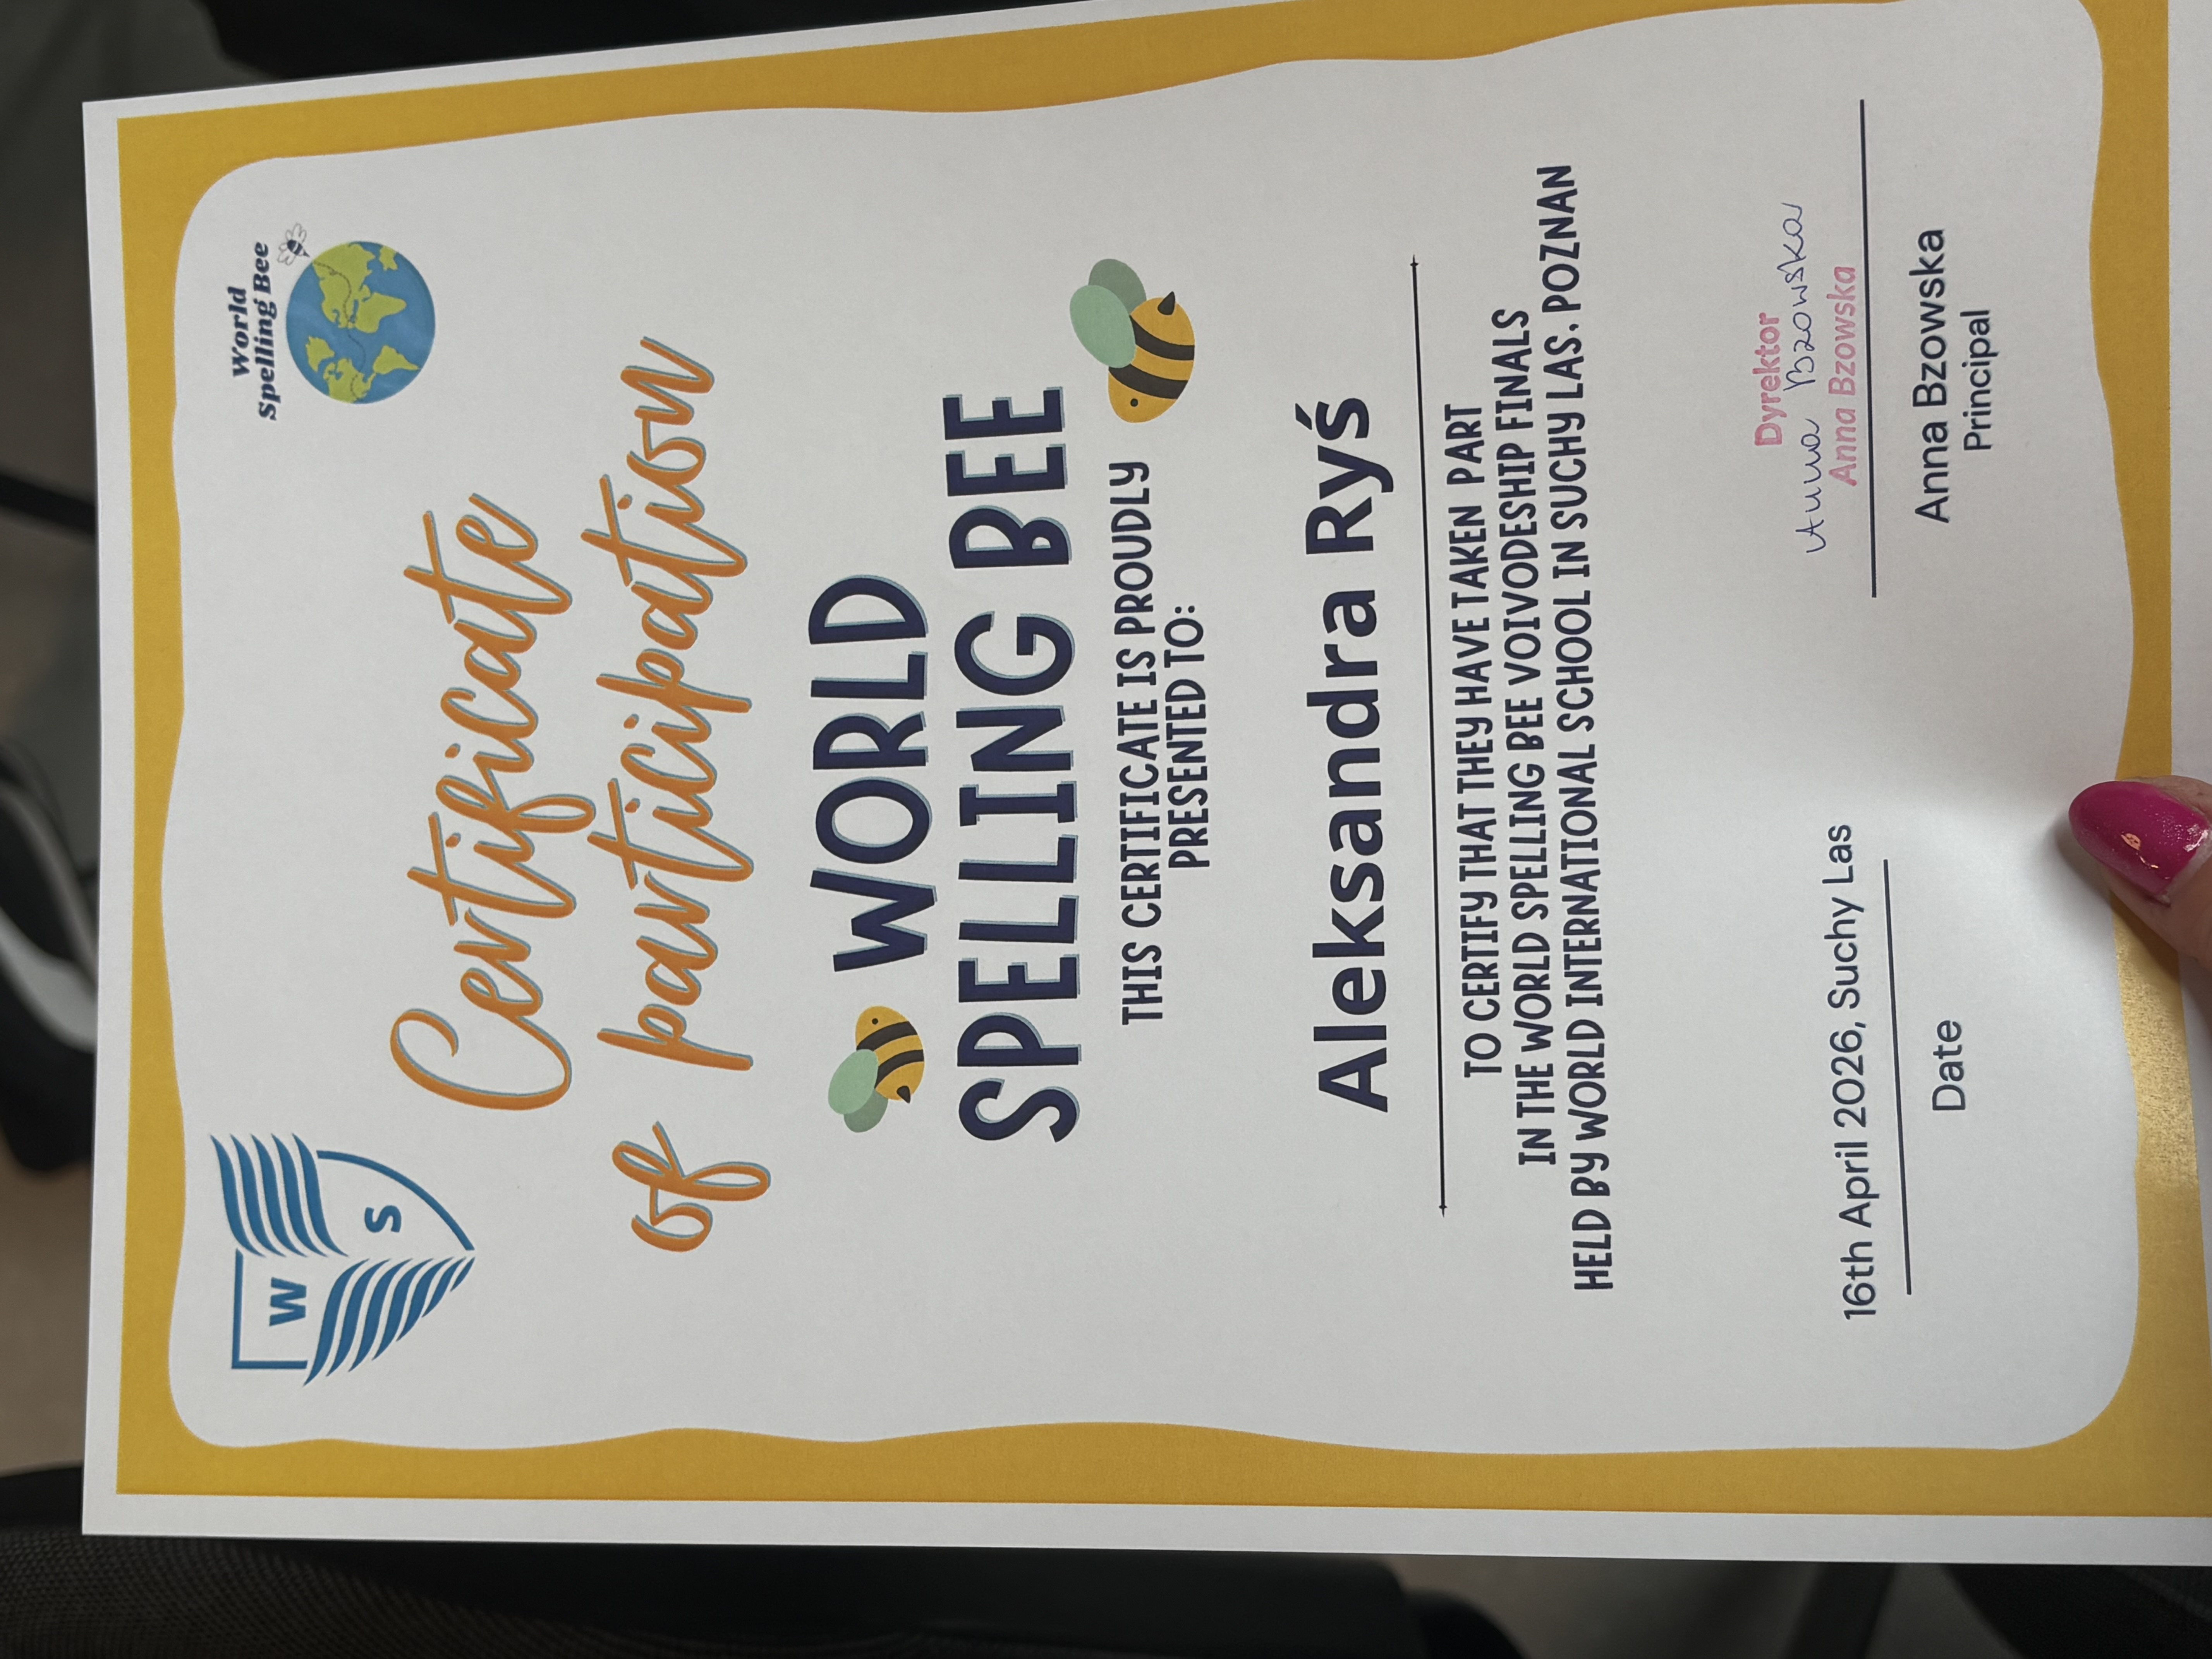 W
S
World
Spelling Bee
Certificate
of participation
WORLD
SPELLING BEE
THIS CERTIFICATE IS PROUDLY
PRESENTED TO:
Aleksandra Ryś
TO CERTIFY THAT THEY HAVE TAKEN PART
IN THE WORLD SPELLING BEE VOIVODESHIP FINALS
HELD BY WORLD INTERNATIONAL SCHOOL IN SUCHY LAS, POZNAN
Dyrektor
Anna Bzowska
Anna Bzowska
16th April 2026, Suchy Las
Date
Anna Bzowska
Principal